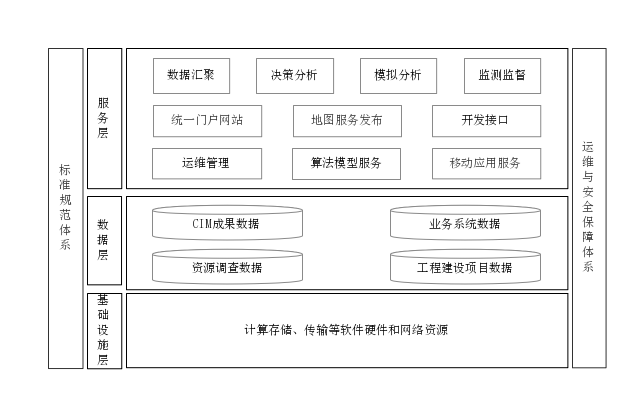 标准规范体系
服务层
数据汇聚
决策分析
模拟分析
监测监督
统一门户网站
地图服务发布
开发接口
运维管理
算法模型服务
移动应用服务
数据层
CIM成果数据
业务系统数据
资源调查数据
工程建设项目数据
基础设施层
计算存储、传输等软件硬件和网络资源
运维与安全保障体系